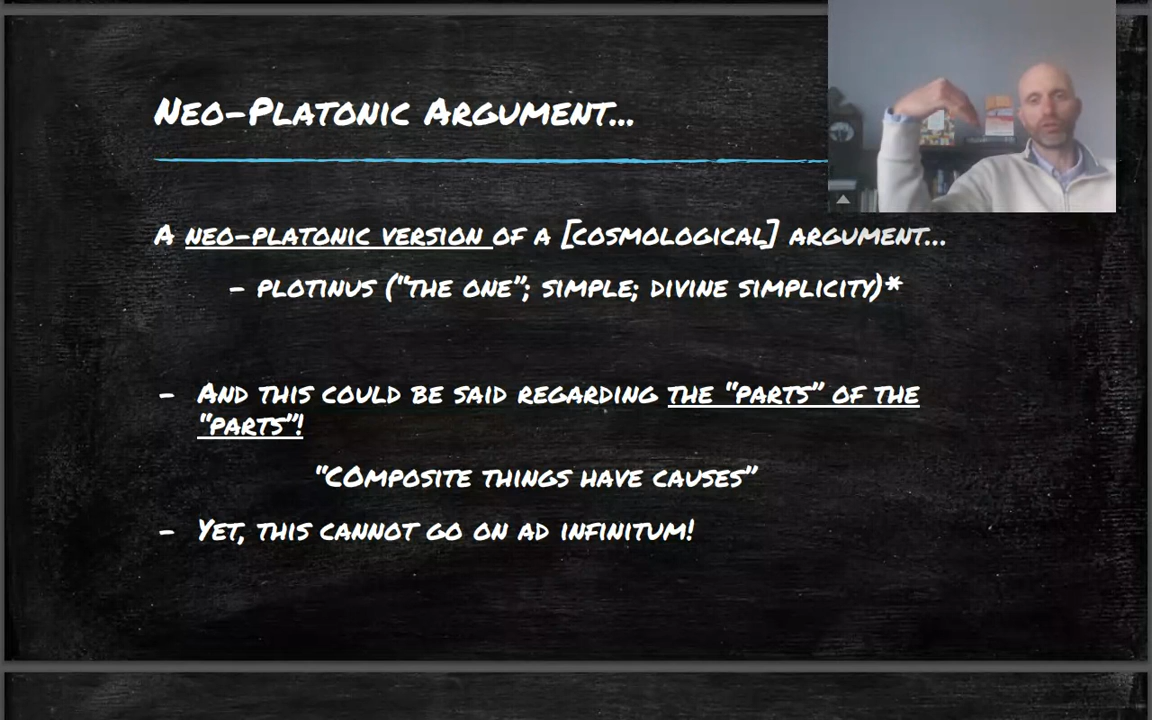 Neo-Platonic Argument...
A neo-platonic version of a [cosmological] argument...
- Plotinus ("the One"; simple; divine simplicity)*
- And this could be said regarding the "parts" of the
"parts"!
"COmposite things have causes"
- Yet, this cannot go on ad infinitum!